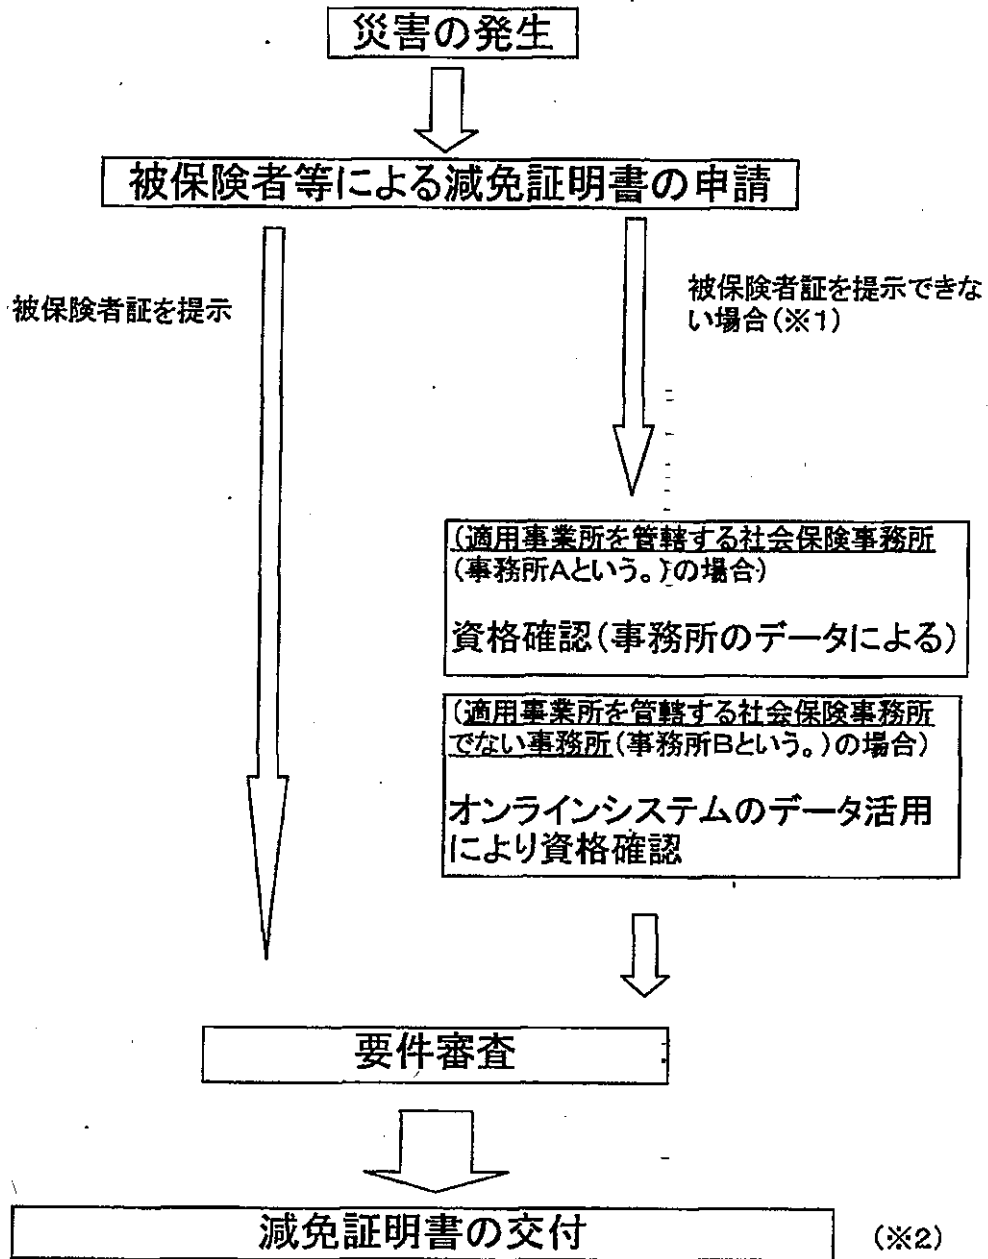 災害の発生
被保険者等による減免証明書の申請
被保険者証を提示
被保険者証を提示できな
い場合(※1)
(適用事業所を管轄する社会保険事務所
(事務所Aという。)の場合)
資格確認(事務所のデータによる)
(適用事業所を管轄する社会保険事務所
でない事務所(事務所Bという。)の場合)
オンラインシステムのデータ活用
により資格確認
要件審査
減免証明書の交付
(※2)